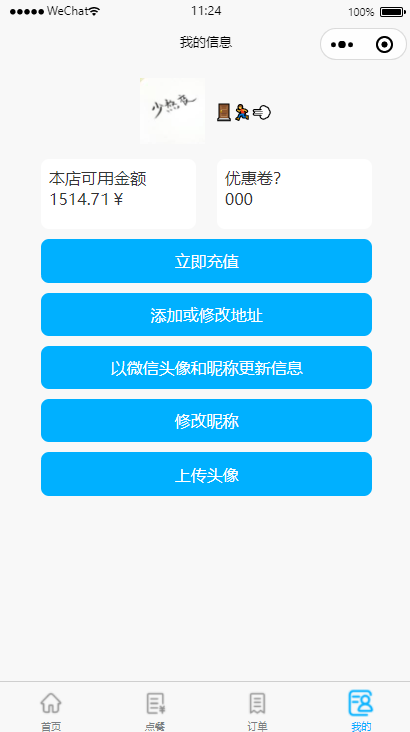 WeChat
11:24
100%
我的信息
少熬夜
本店可用金额
1514.71￥
优惠卷?
000
立即充值
添加或修改地址
以微信头像和昵称更新信息
修改昵称
上传头像
首页
点餐
订单
我的